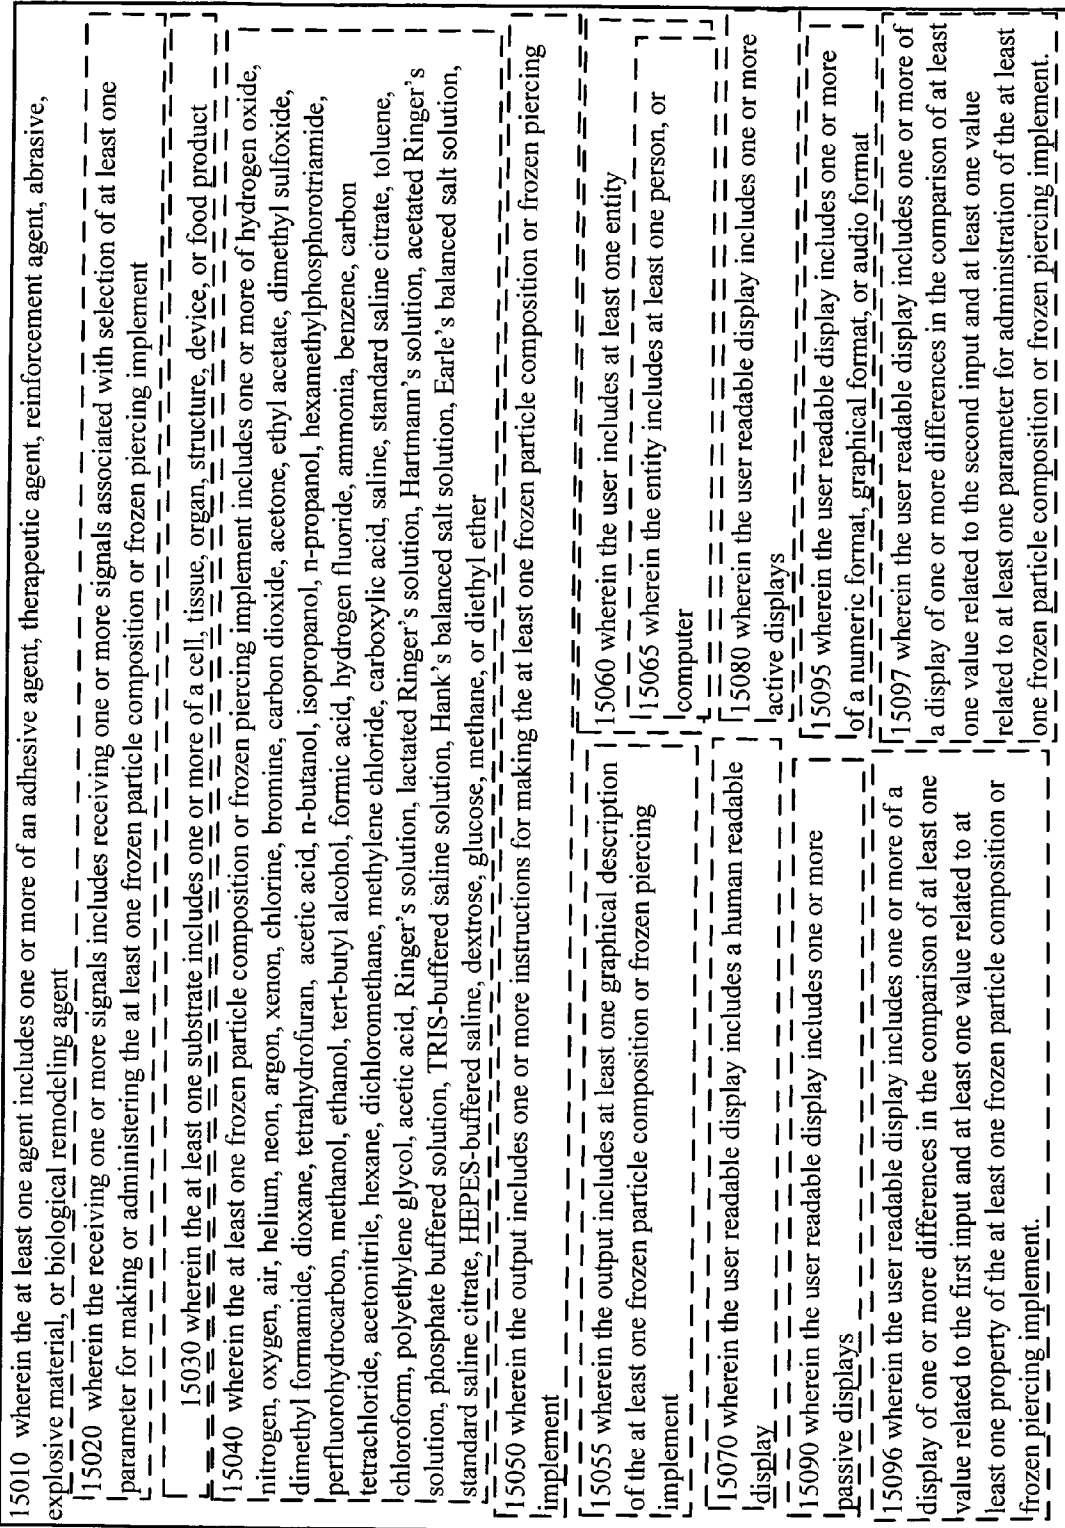 15010 wherein the at least one agent includes one or more of an adhesive agent, therapeutic agent, reinforcement agent, abrasive,
explosive material, or biological remodeling agent
15020 wherein the receiving one or more signals includes receiving one or more signals associated with selection of at least one
parameter for making or administering the at least one frozen particle composition or frozen piercing implement
15030 wherein the at least one substrate includes one or more of a cell, tissue, organ, structure, device, or food product
15040 wherein the at least one frozen particle composition or frozen piercing implement includes one or more of hydrogen oxide,
nitrogen, oxygen, air, helium, neon, argon, xenon, chlorine, bromine, carbon dioxide, acetone, ethyl acetate, dimethyl sulfoxide,
dimethyl formamide, dioxane, tetrahydrofuran, acetic acid, n-butanol, isopropanol, n-propanol, hexamethylphosphorotriamide,
perfluorohydrocarbon, methanol, ethanol, tert-butyl alcohol, formic acid, hydrogen fluoride, ammonia, benzene, carbon
tetrachloride, acetonitrile, hexane, dichloromethane, methylene chloride, carboxylic acid, saline, standard saline citrate, toluene,
chloroform, polyethylene glycol, acetic acid, Ringer's solution, lactated Ringer's solution, Hartmann's solution, acetated Ringer's
solution, phosphate buffered solution, TRIS-buffered saline solution, Hank's balanced salt solution, Earle's balanced salt solution,
standard saline citrate, HEPES-buffered saline, dextrose, glucose, methane, or diethyl ether
15050 wherein the output includes one or more instructions for making the at least one frozen particle composition or frozen piercing
implement
15055 wherein the output includes at least one graphical description
of the at least one frozen particle composition or frozen piercing
implement
15060 wherein the user includes at least one entity
15065 wherein the entity includes at least one person, or
computer
15070 wherein the user readable display includes a human readable
display
15080 wherein the user readable display includes one or more
active displays
15090 wherein the user readable display includes one or more
passive displays
15095 wherein the user readable display includes one or more
of a numeric format, graphical format, or audio format
15096 wherein the user readable display includes one or more of a
display of one or more differences in the comparison of at least one
value related to the first input and at least one value related to at
least one property of the at least one frozen particle composition or
frozen piercing implement.
15097 wherein the user readable display includes one or more of
a display of one or more differences in the comparison of at least
one value related to the second input and at least one value
related to at least one parameter for administration of the at least
one frozen particle composition or frozen piercing implement.